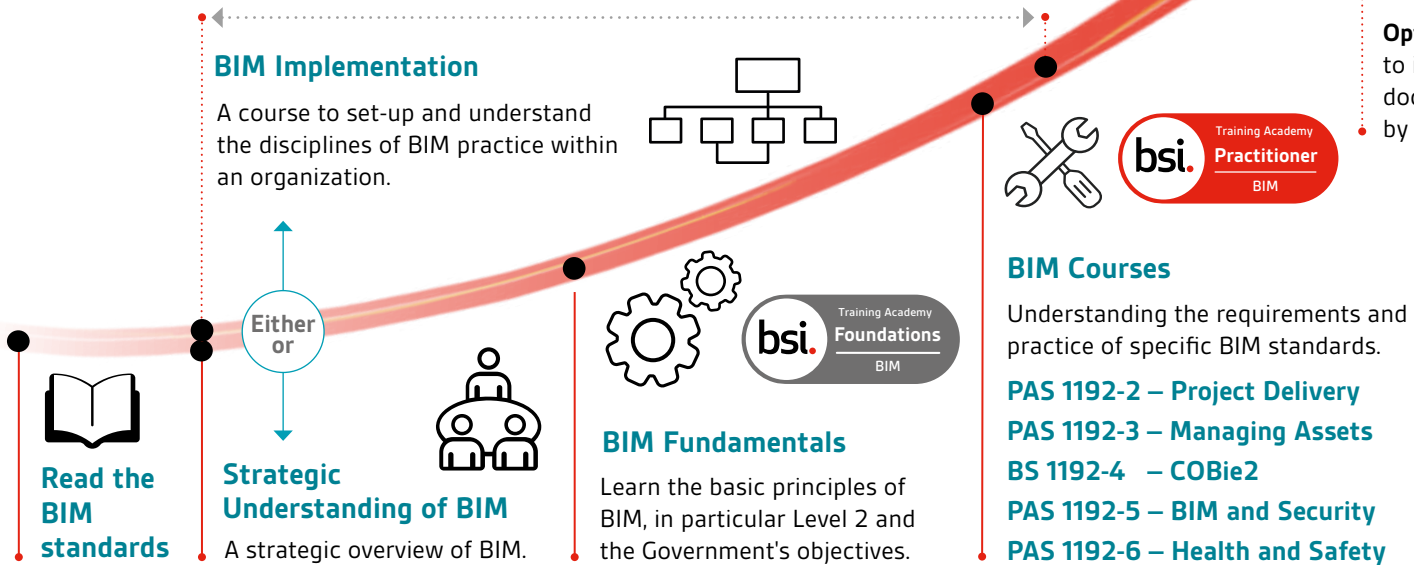 BIM Implementation
A course to set-up and understand
the disciplines of BIM practice within
an organization.
Either
or
Read the
BIM
standards
Strategic
Understanding of BIM
A strategic overview of BIM.
bsi.
Training Academy
Foundations
BIM
BIM Fundamentals
Learn the basic principles of
BIM, in particular Level 2 and
the Government's objectives.
bsi.
Training Academy
Practitioner
BIM
BIM Courses
Understanding the requirements and
practice of specific BIM standards.
PAS 1192-2 – Project Delivery
PAS 1192-3 – Managing Assets
BS 1192-4 – COBie2
PAS 1192-5 – BIM and Security
PAS 1192-6 – Health and Safety
to
by